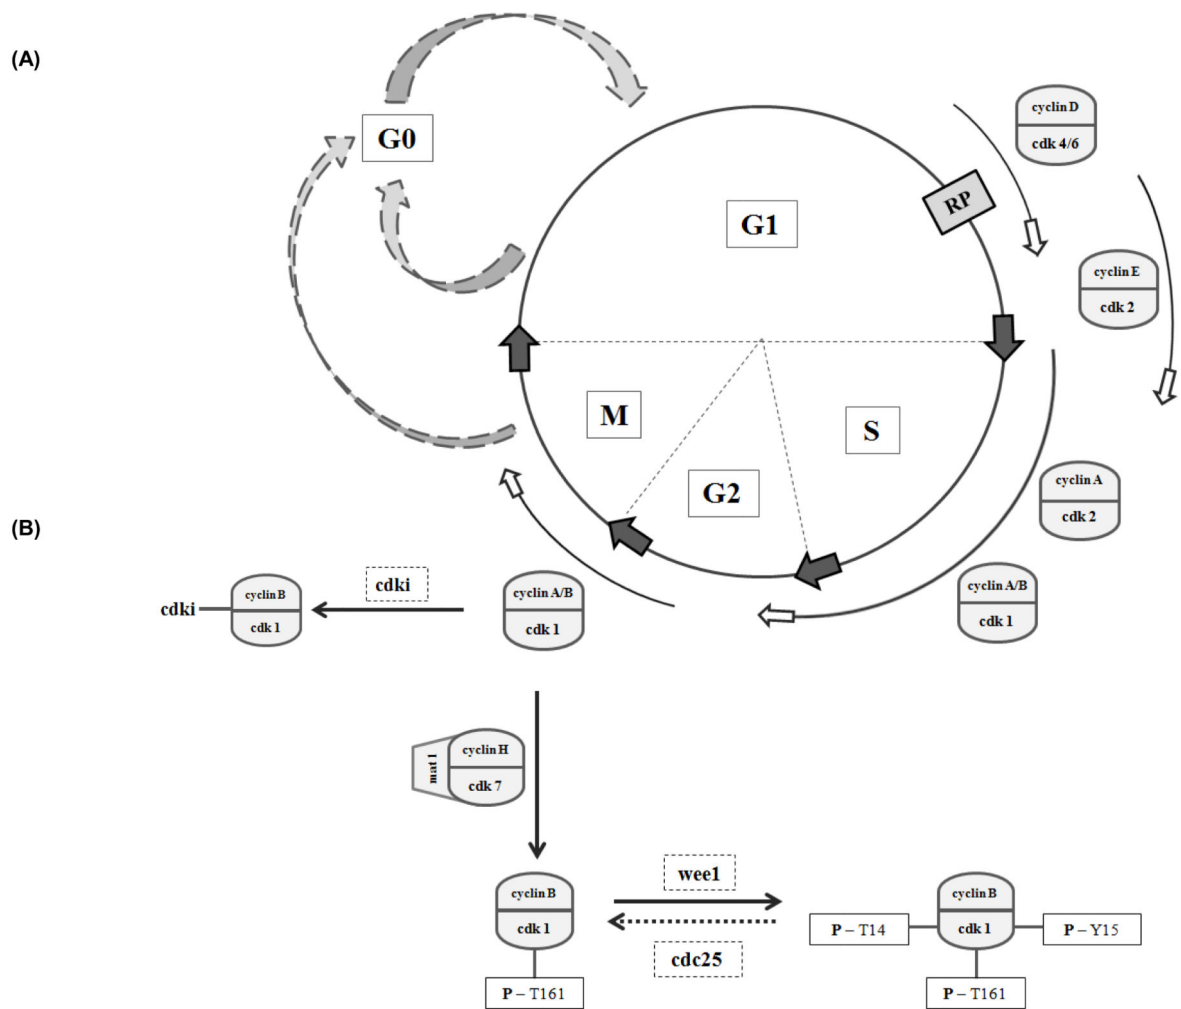 (A)
cyclin D
cdk 4/6
G0
RP
G1
cyclin E
cdk 2
M
S
G2
cyclin A
cdk 2
(B)
cdki
cyclin B
cdk 1
cdki
cyclin A/B
cdk 1
cyclin A/B
cdk 1
mat 1
cyclin H
cdk 7
cyclin B
cdk 1
P – T161
wee1
cdc25
cyclin B
cdk 1
P – T14
P – Y15
P – T161